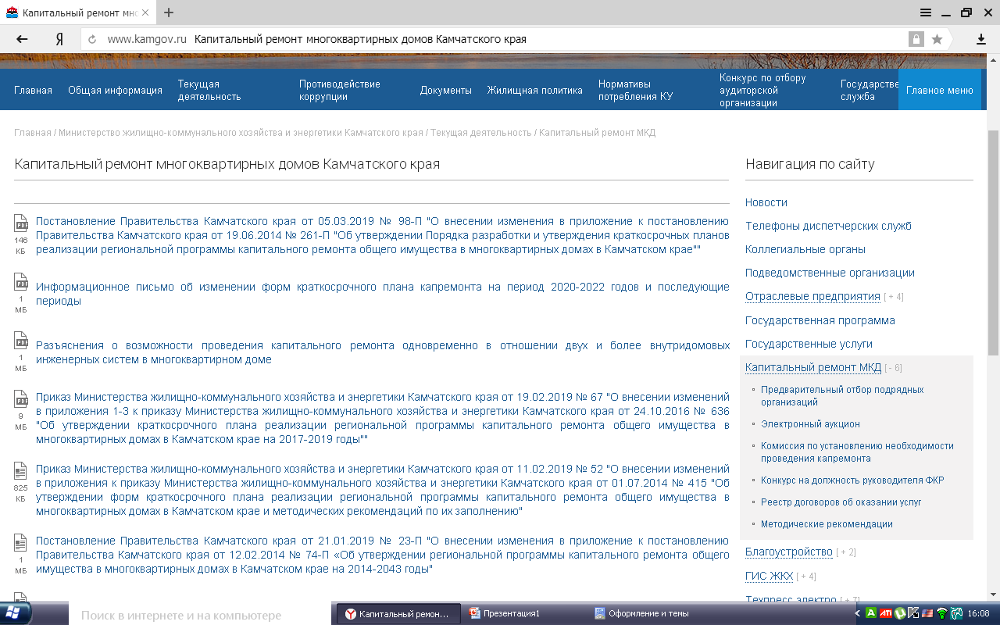 Капитальный ремонт мнс
www.kamgov.ru Капитальный ремонт многоквартирных домов Камчатского края
Главная
Общая информация
Текущая
деятельность
Противодействие
коррупции
Документы
Жилищная политика
Нормативы
потребления КУ
Конкурс по отбору
аудиторской
организации
Государстве
служба
Главное меню
Главная / Министерство жилищно-коммунального хозяйства и энергетики Камчатского края / Текущая деятельность / Капитальный ремонт МКД
Капитальный ремонт многоквартирных домов Камчатского края
PDF
146
КБ
Постановление Правительства Камчатского края от 05.03.2019 № 98-П "О внесении изменения в приложение к постановлению
Правительства Камчатского края от 19.06.2014 № 261-П "Об утверждении Порядка разработки и утверждения краткосрочных планов
реализации региональной программы капитального ремонта общего имущества в многоквартирных домах в Камчатском крае""
PDF
1
МБ
Информационное письмо об изменении форм краткосрочного плана капремонта на период 2020-2022 годов и последующие
периоды
PDF
1
МБ
Разъяснения о возможности проведения капитального ремонта одновременно в отношении двух и более внутридомовых
инженерных систем в многоквартирном доме
PDF
9
МБ
Приказ Министерства жилищно-коммунального хозяйства и энергетики Камчатского края от 19.02.2019 № 67 "О внесении изменений
в приложения 1-3 к приказу Министерства жилищно-коммунального хозяйства и энергетики Камчатского края от 24.10.2016 № 636
"Об утверждении краткосрочного плана реализации региональной программы капитального ремонта общего имущества в
многоквартирных домах в Камчатском крае на 2017-2019 годы""
825
КБ
Приказ Министерства жилищно-коммунального хозяйства и энергетики Камчатского края от 11.02.2019 № 52 "О внесении изменений
в приложения к приказу Министерства жилищно-коммунального хозяйства и энергетики Камчатского края от 01.07.2014 № 415 "Об
утверждении форм краткосрочного плана реализации региональной программы капитального ремонта общего имущества в
многоквартирных домах в Камчатском крае и методических рекомендаций по их заполнению"
1
МБ
Постановление Правительства Камчатского края от 21.01.2019 № 23-П "О внесении изменения в приложение к постановлению
Правительства Камчатского края от 12.02.2014 № 74-П «Об утверждении региональной программы капитального ремонта общего
имущества в многоквартирных домах в Камчатском крае на 2014-2043 годы"
Навигация по сайту
Новости
Телефоны диспетчерских служб
Коллегиальные органы
Подведомственные организации
Отраслевые предприятия [ + 4]
Государственная программа
Государственные услуги
Капитальный ремонт МКД [ - 6]
Предварительный отбор подрядных
организаций
Электронный аукцион
Комиссия по установлению необходимости
проведения капремонта
Конкурс на должность руководителя ФКР
Реестр договоров об оказании услуг
Методические рекомендации
Благоустройство [ + 2]
ГИС ЖКХ [ + 4]
Техпресс электро [ + 7]
Поиск в интернете и на компьютере
Капитальный ремон...
Презентация1
Оформление и темы
16:08